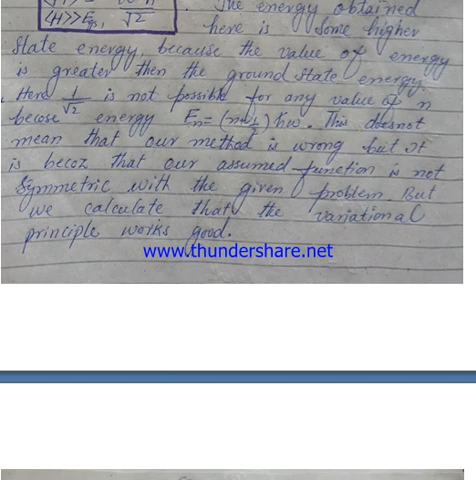 <H>> Egs, √2 . The energy obtained
here is some higher
state energy, because the value of energy
is greater then the ground state energy.
Here 1/√2 is not possible for any value of n
becose energy En = (n+1/2) ħω. This doesnot
mean that our method is wrong but it
is becoz that our assumed function is not
symmetric with the given problem. But
we calculate that the variational
principle works good.
www.thundershare.net